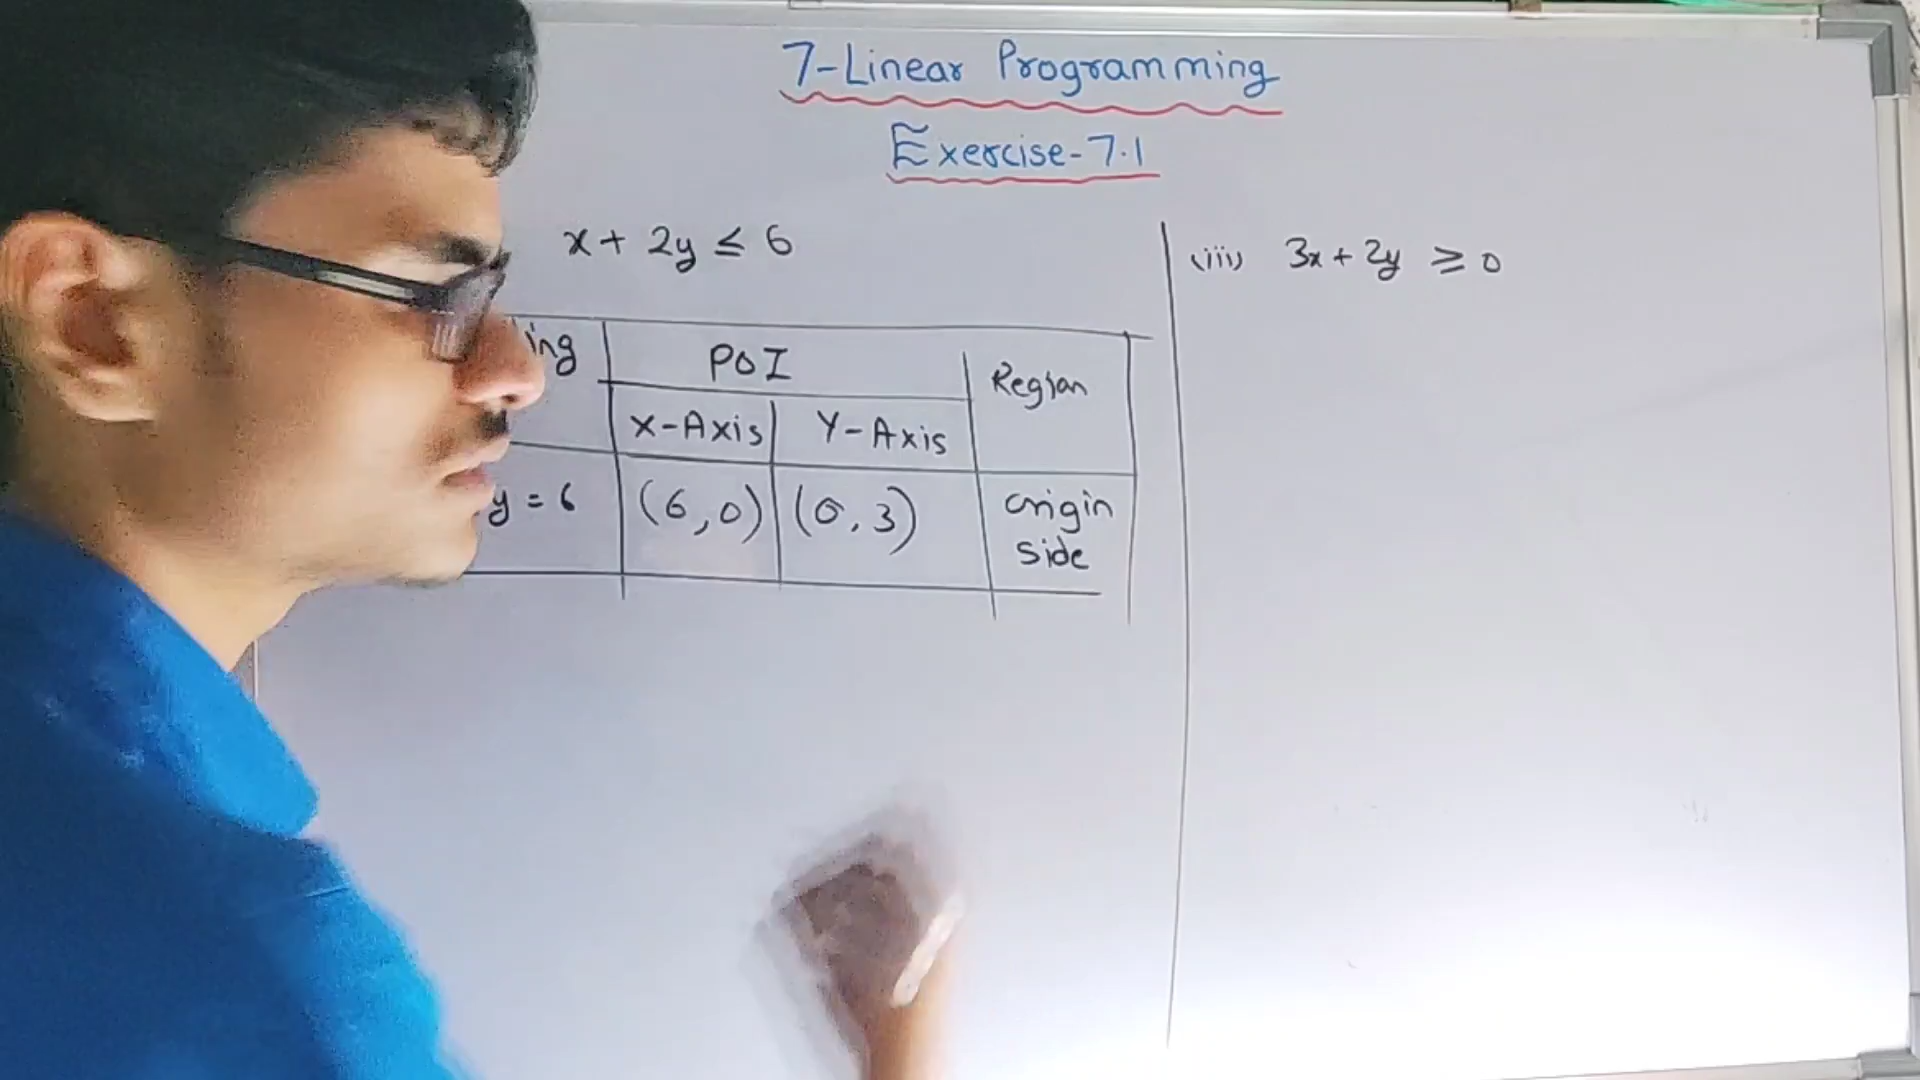 7-Linear Programming
Exercise-7.1
x + 2y ≤ 6
ing
POI
Region
X-Axis
Y-Axis
y = 6
(6,0)
(0,3)
origin
side
(iii) 3x + 2y ≥ 0